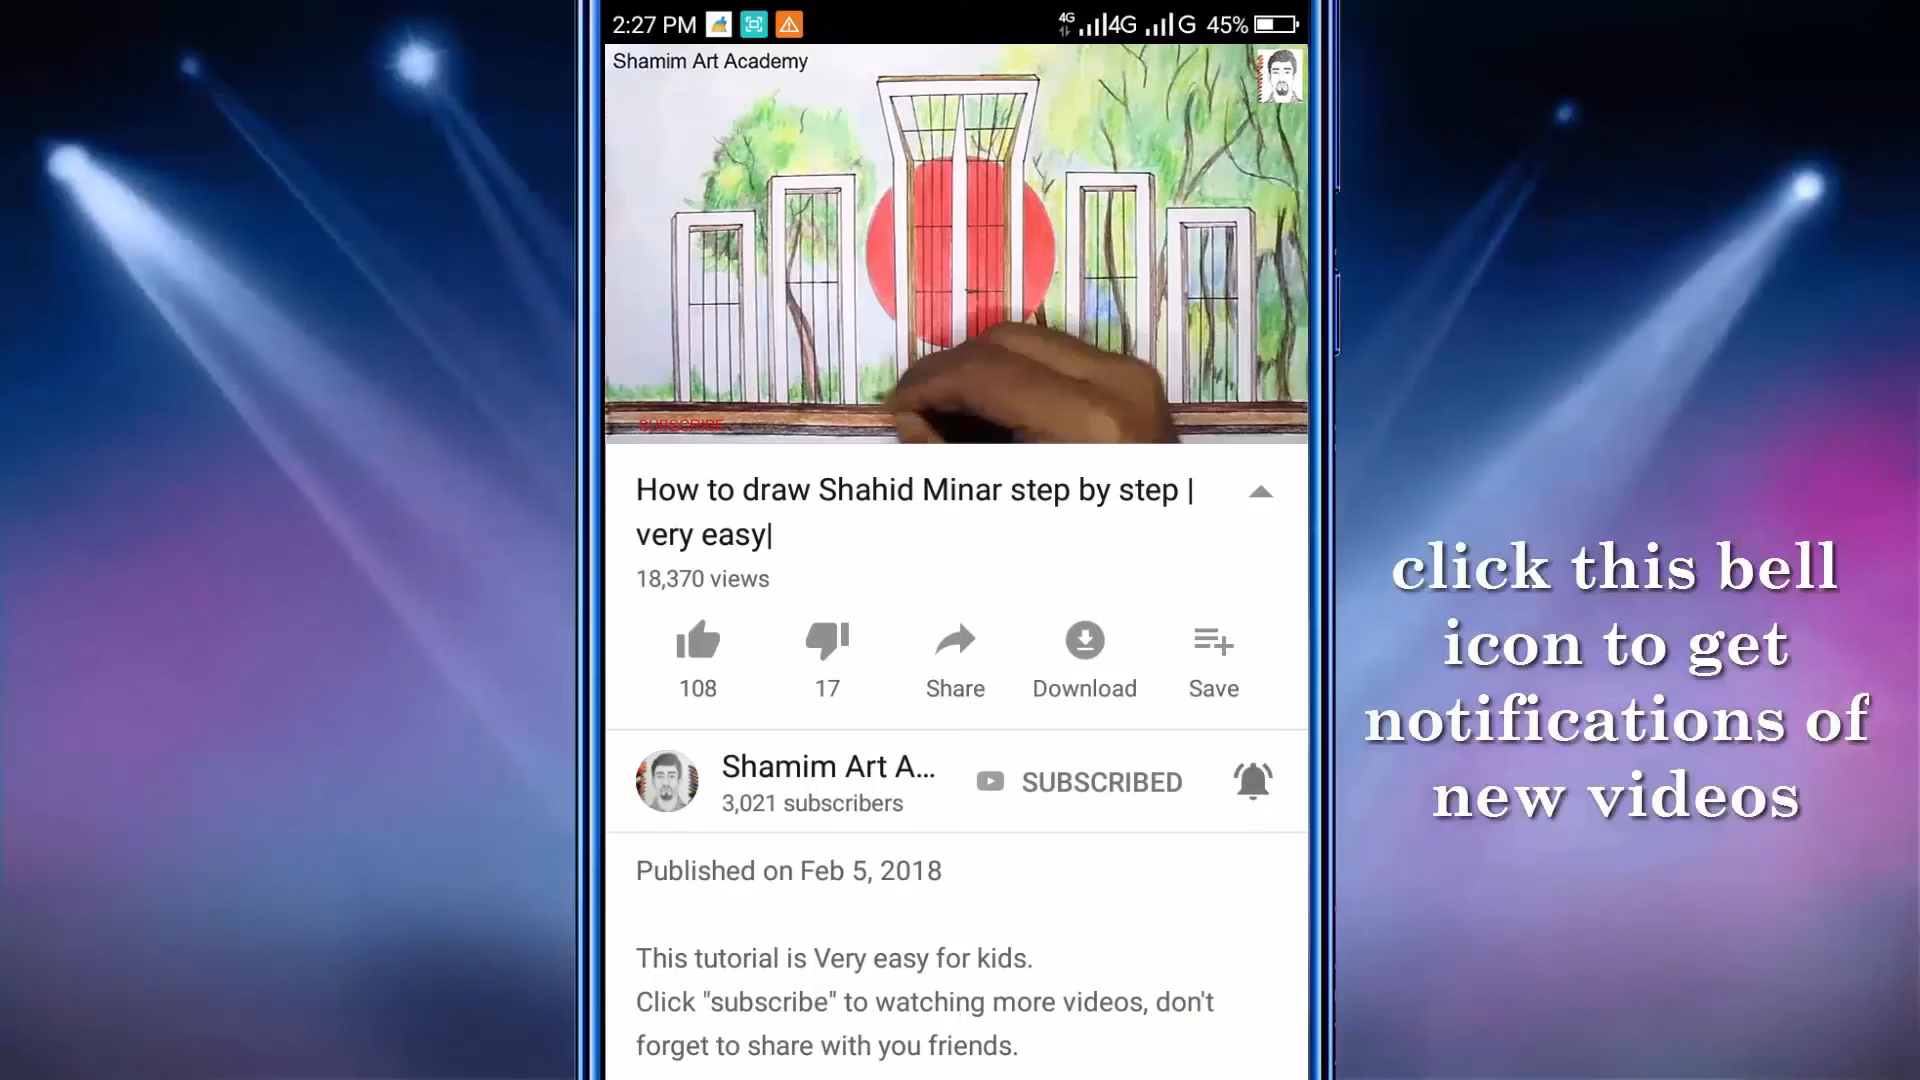 2:27 PM
4G 4G G 45%
Shamim Art Academy
SUBSCRIBE
How to draw Shahid Minar step by step |
very easy|
18,370 views
108
17
Share
Download
Save
Shamim Art A...
3,021 subscribers
SUBSCRIBED
Published on Feb 5, 2018
This tutorial is Very easy for kids.
Click "subscribe" to watching more videos, don't
forget to share with you friends.
click this bell
icon to get
notifications of
new videos